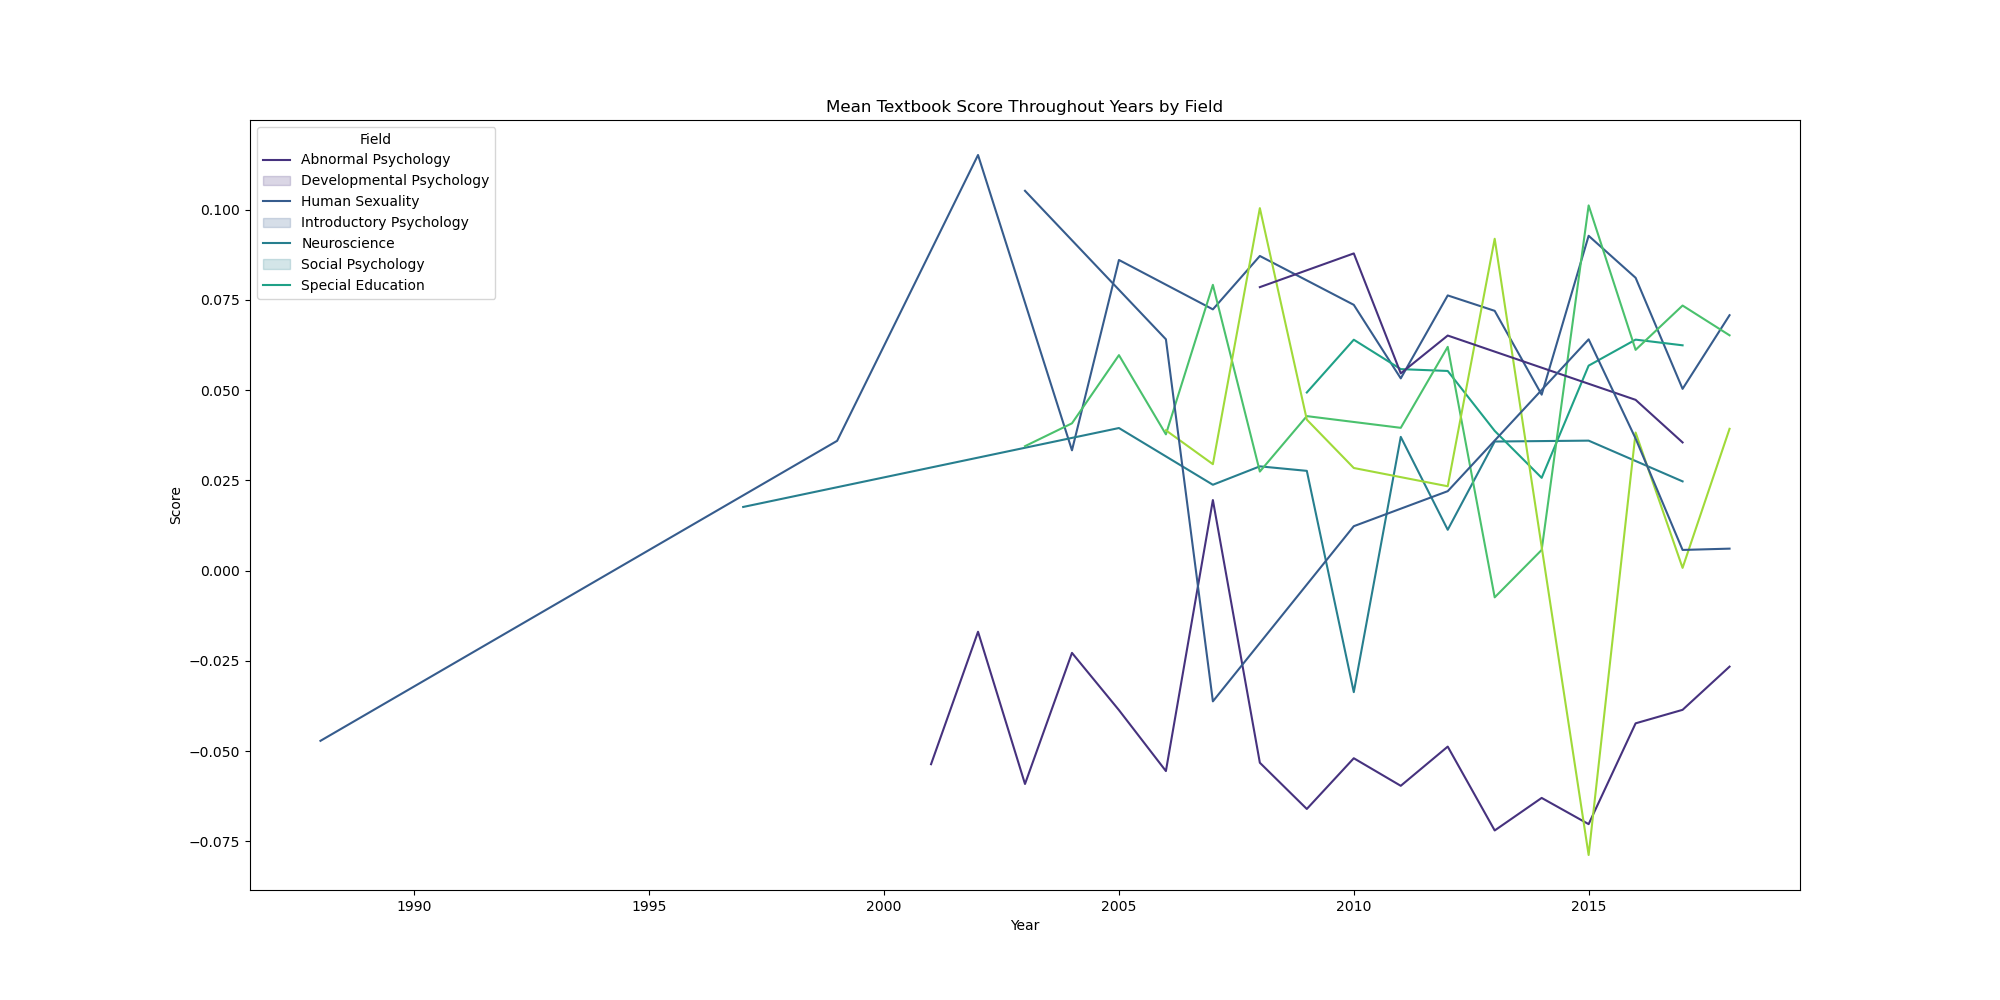 Mean Textbook Score Throughout Years by Field
Field
Abnormal Psychology
Developmental Psychology
Human Sexuality
Introductory Psychology
Neuroscience
Social Psychology
Special Education
0.100
0.075
0.050
0.025
0.000
−0.025
−0.050
−0.075
Score
1990 1995 2000 2005 2010 2015
Year